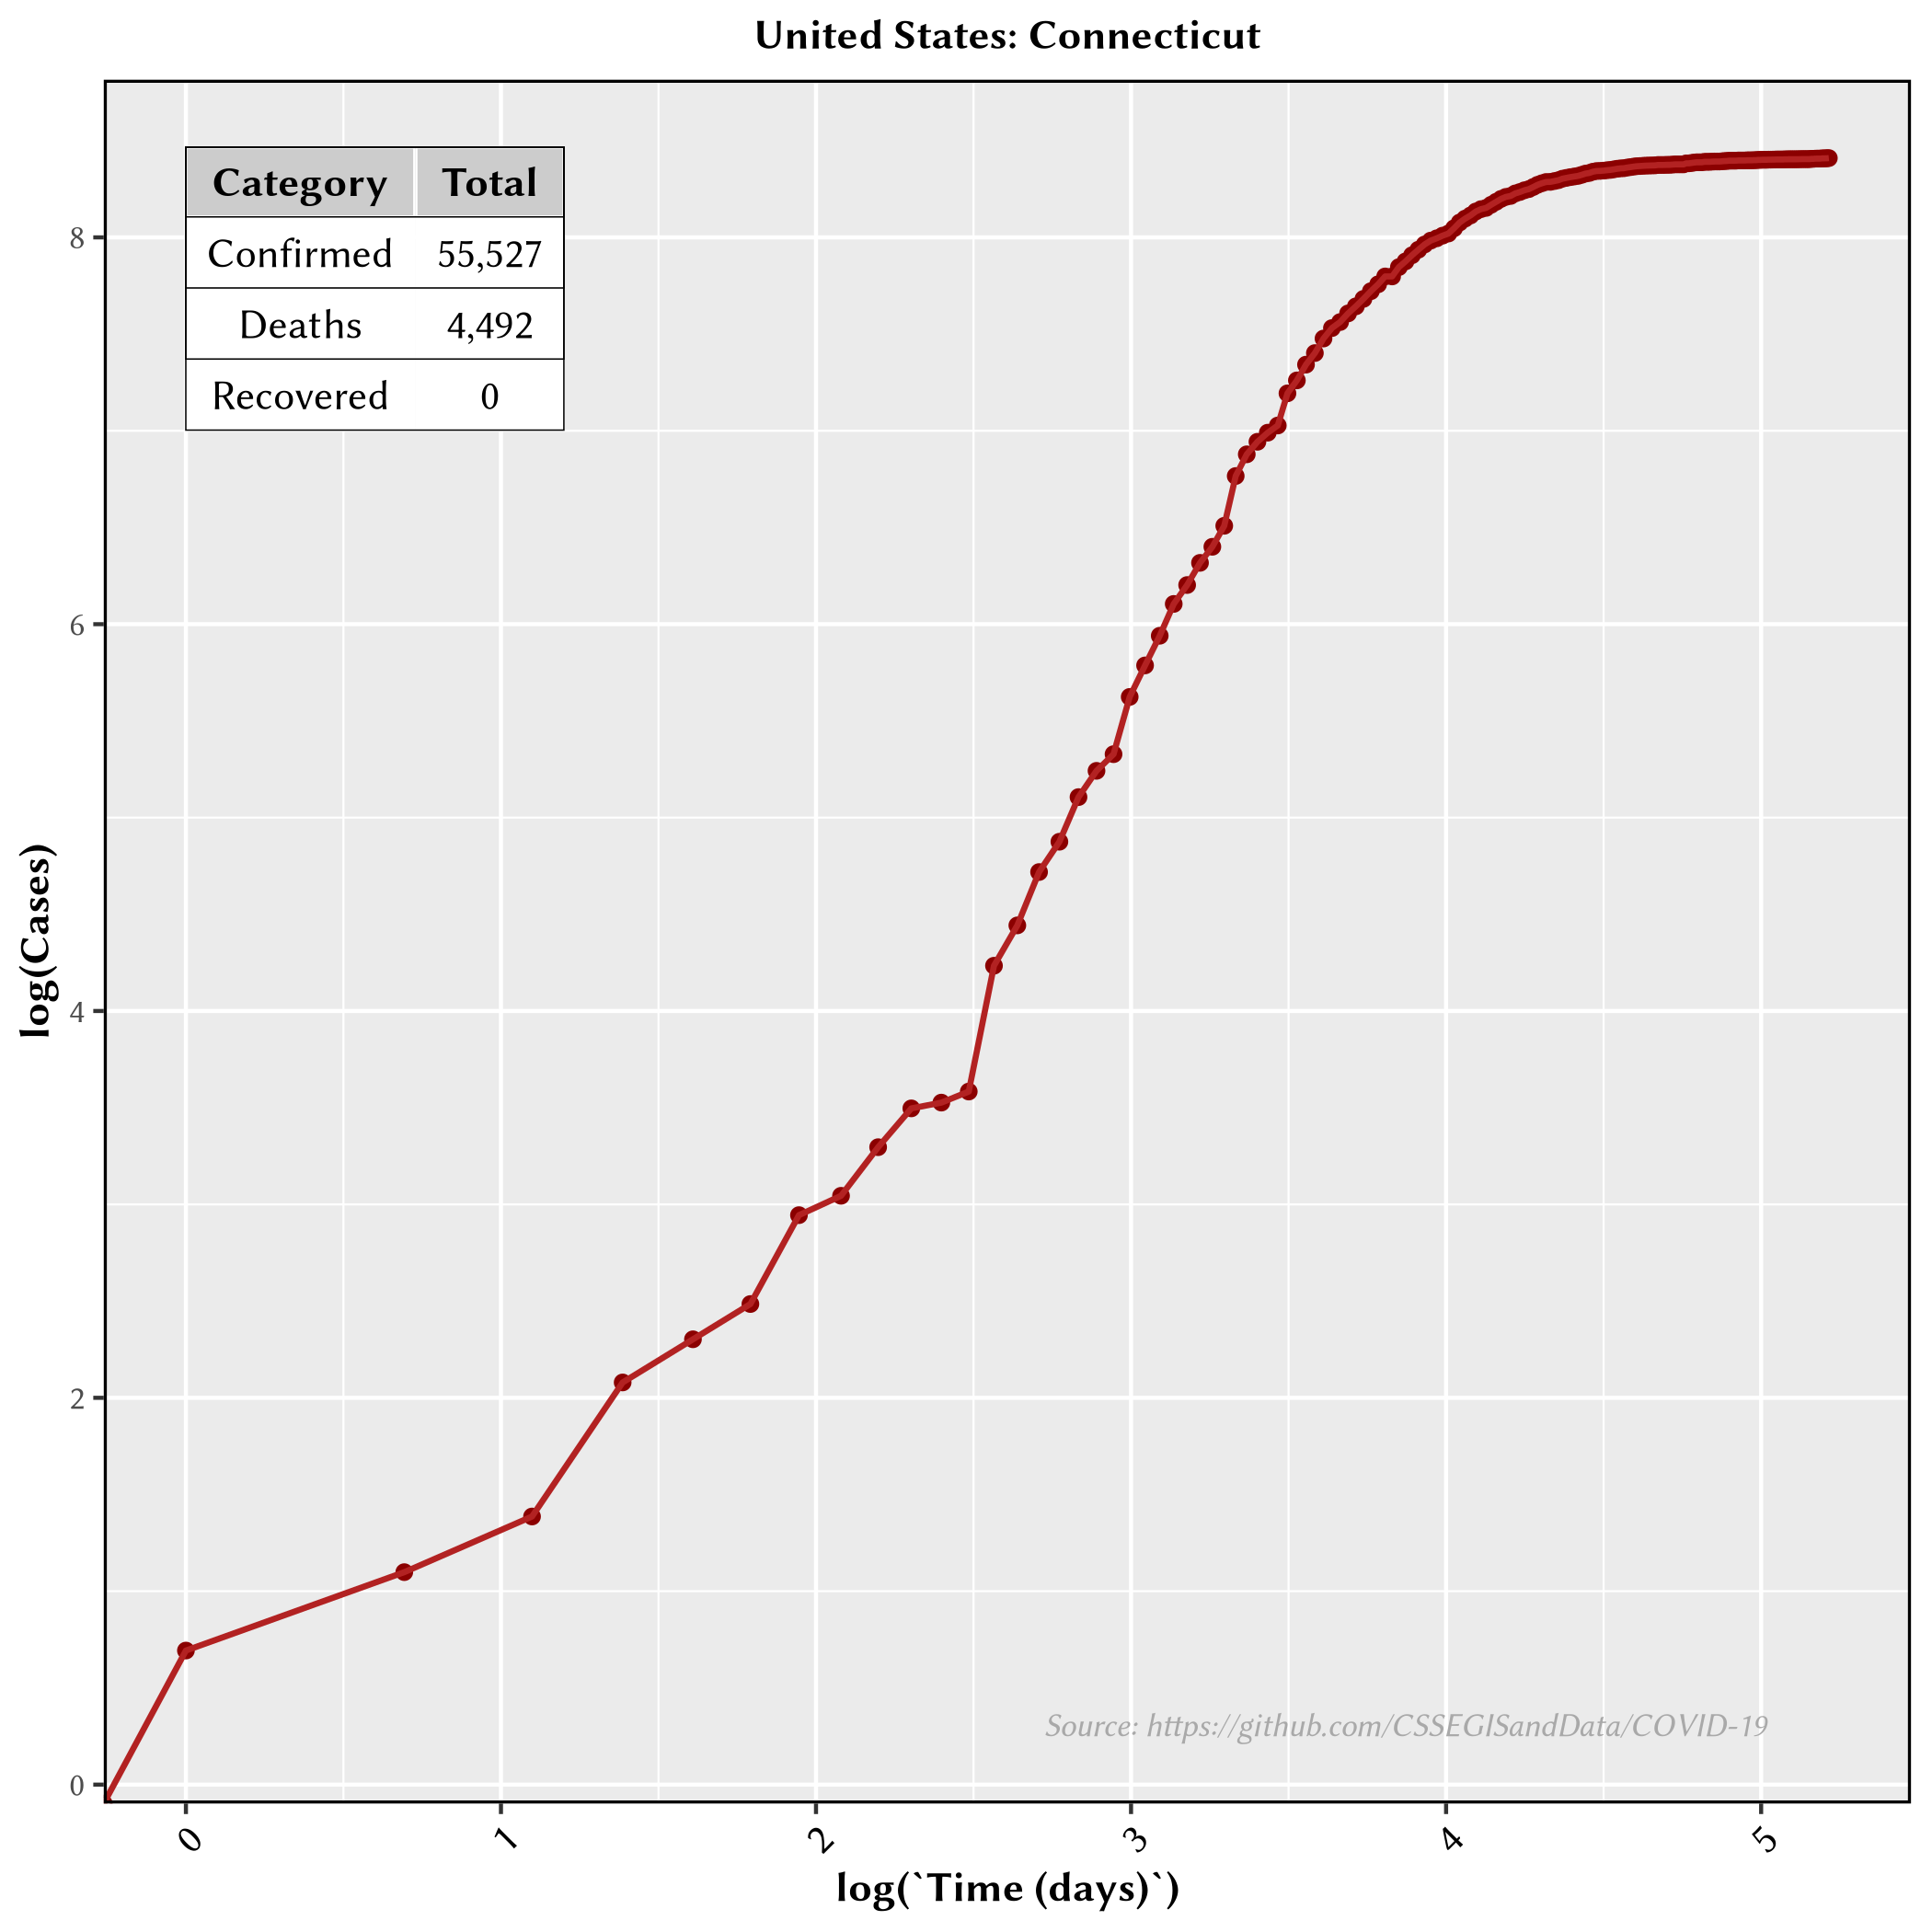 United States: Connecticut
Category Total
Confirmed 55,527
Deaths 4,492
Recovered 0
8
6
4
2
0
log(Cases)
Source: https://github.com/CSSEGISandData/COVID-19
0 1 2 3 4 5
log(`Time (days)`)